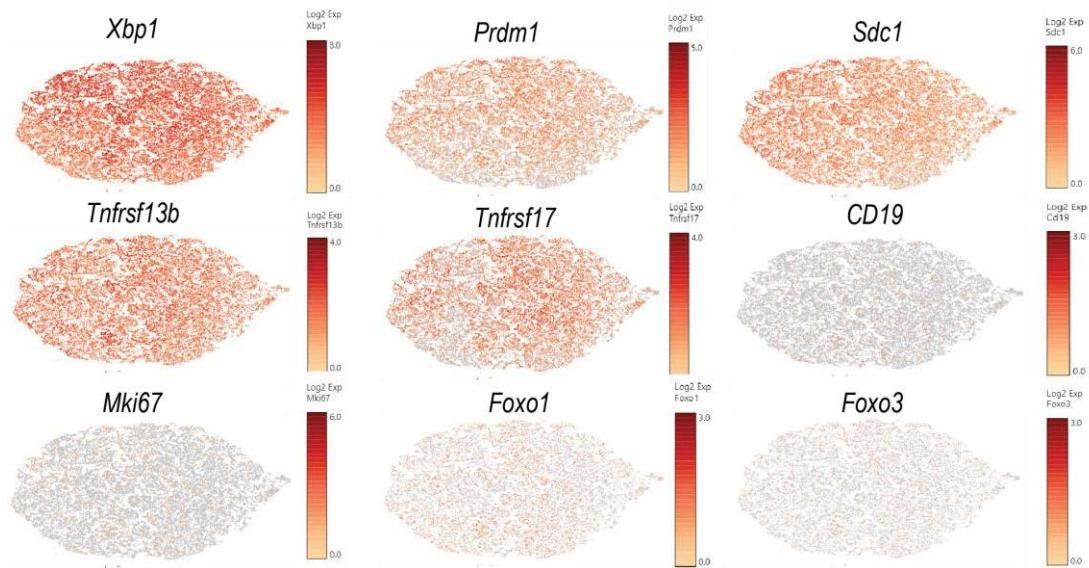 Xbp1
Log2 Exp
Xbp1
8.0
0.0
Prdm1
Log2 Exp
Prdm1
5.0
0.0
Sdc1
Log2 Exp
Sdc1
6.0
0.0
Tnfrsf13b
Log2 Exp
Tnfrsf13b
4.0
0.0
Tnfrsf17
Log2 Exp
Tnfrsf17
4.0
CD19
Log2 Exp
Cd19
3.0
0.0
Mki67
Log2 Exp
Mki67
6.0
0.0
Foxo1
Log2 Exp
Foxo1
3.0
0.0
Foxo3
Log2 Exp
Foxo3
3.0
0.0